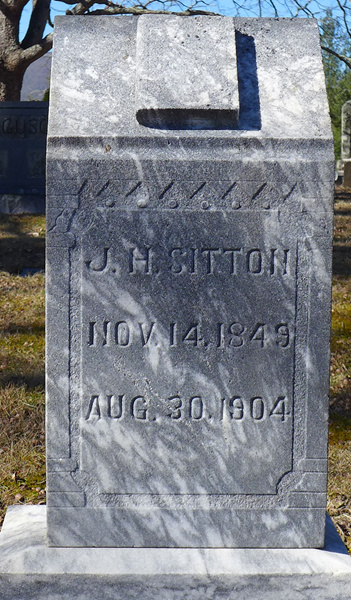 J. H. SITTON
NOV. 14, 1849
AUG. 30, 1904